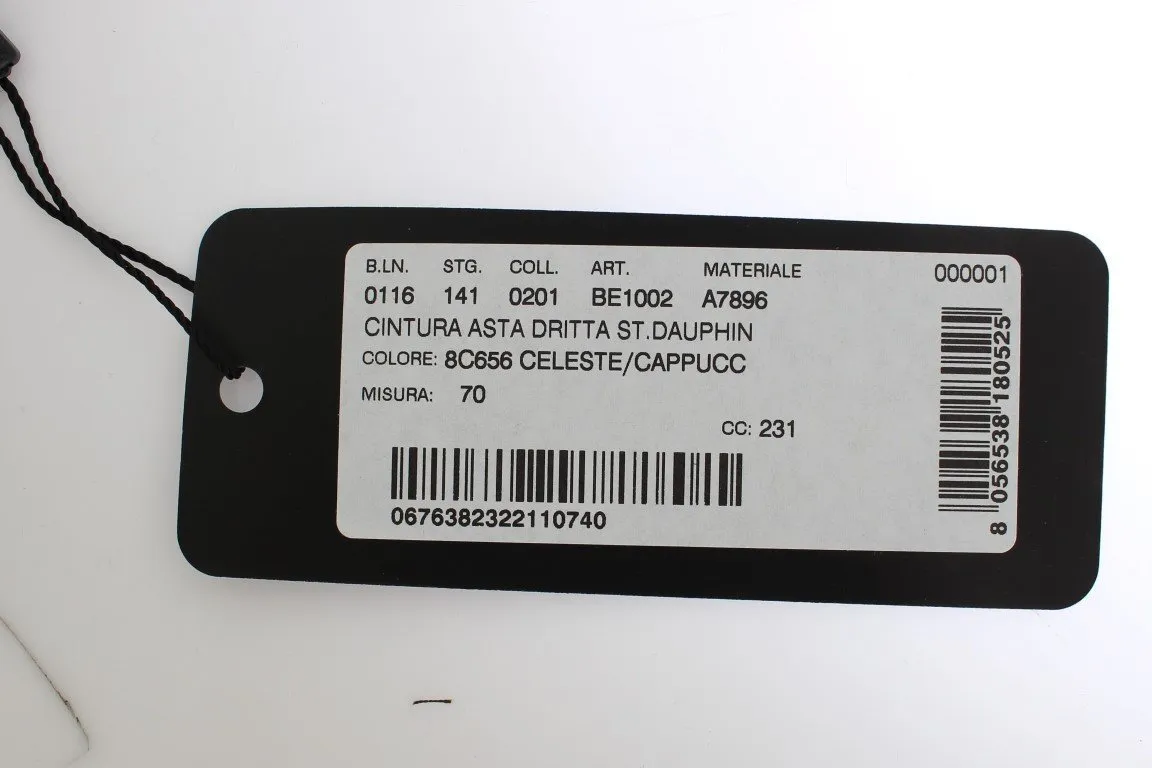 B.LN. STG. COLL. ART. MATERIALE 000001
0116 141 0201 BE1002 A7896
CINTURA ASTA DRITTA ST.DAUPHIN
COLORE: 8C656 CELESTE/CAPPUCC
MISURA: 70
CC: 231
0676382322110740
8 056538 180525